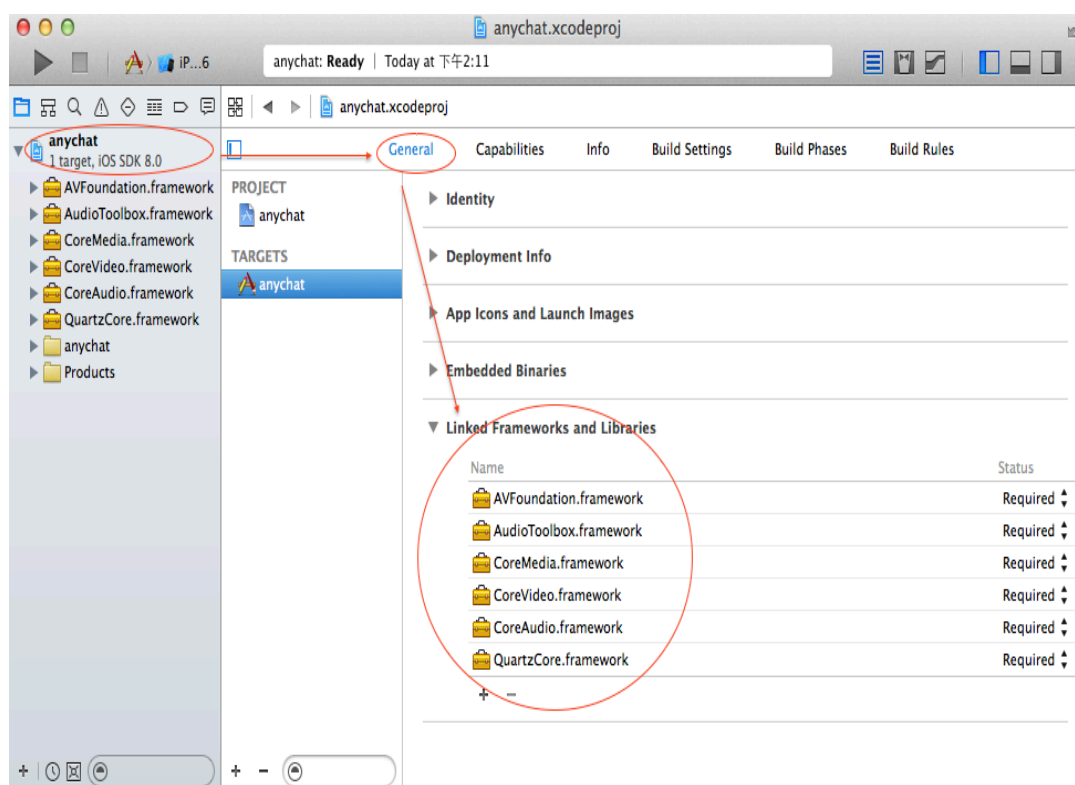 anychat.xcodeproj
iP...6
anychat: Ready | Today at 下午2:11
anychat.xcodeproj
anychat
1 target, iOS SDK 8.0
AVFoundation.framework
AudioToolbox.framework
CoreMedia.framework
CoreVideo.framework
CoreAudio.framework
QuartzCore.framework
anychat
Products
General Capabilities Info Build Settings Build Phases Build Rules
PROJECT
anychat
TARGETS
anychat
Identity
Deployment Info
App Icons and Launch Images
Embedded Binaries
Linked Frameworks and Libraries
Name Status
AVFoundation.framework Required
AudioToolbox.framework Required
CoreMedia.framework Required
CoreVideo.framework Required
CoreAudio.framework Required
QuartzCore.framework Required